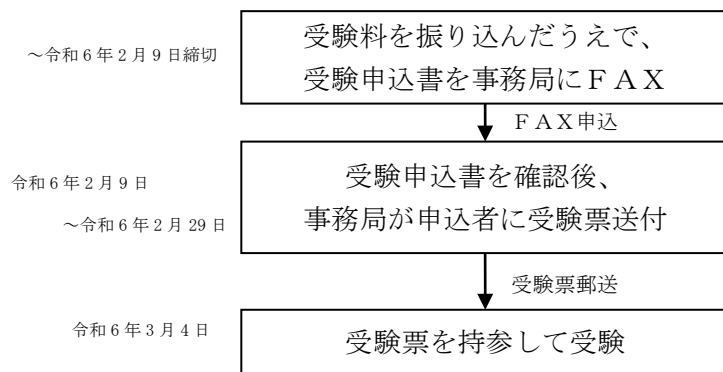 ～令和６年２月９日締切
受験料を振り込んだうえで、
受験申込書を事務局にＦＡＸ
ＦＡＸ申込
令和６年２月９日
～令和６年２月29日
受験申込書を確認後、
事務局が申込者に受験票送付
受験票郵送
令和６年３月４日
受験票を持参して受験